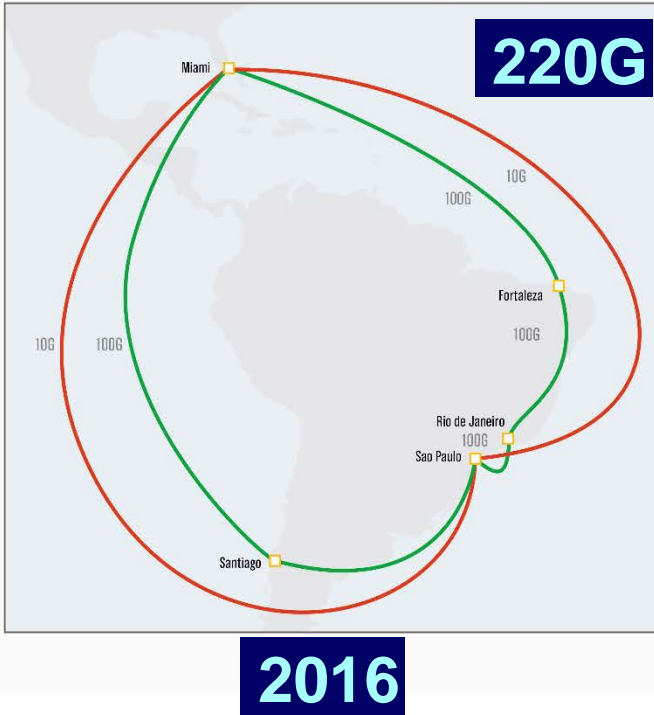 220G
Miami
10G
100G
Fortaleza
100G
10G
100G
Rio de Janeiro
100G
Sao Paulo
Santiago
2016